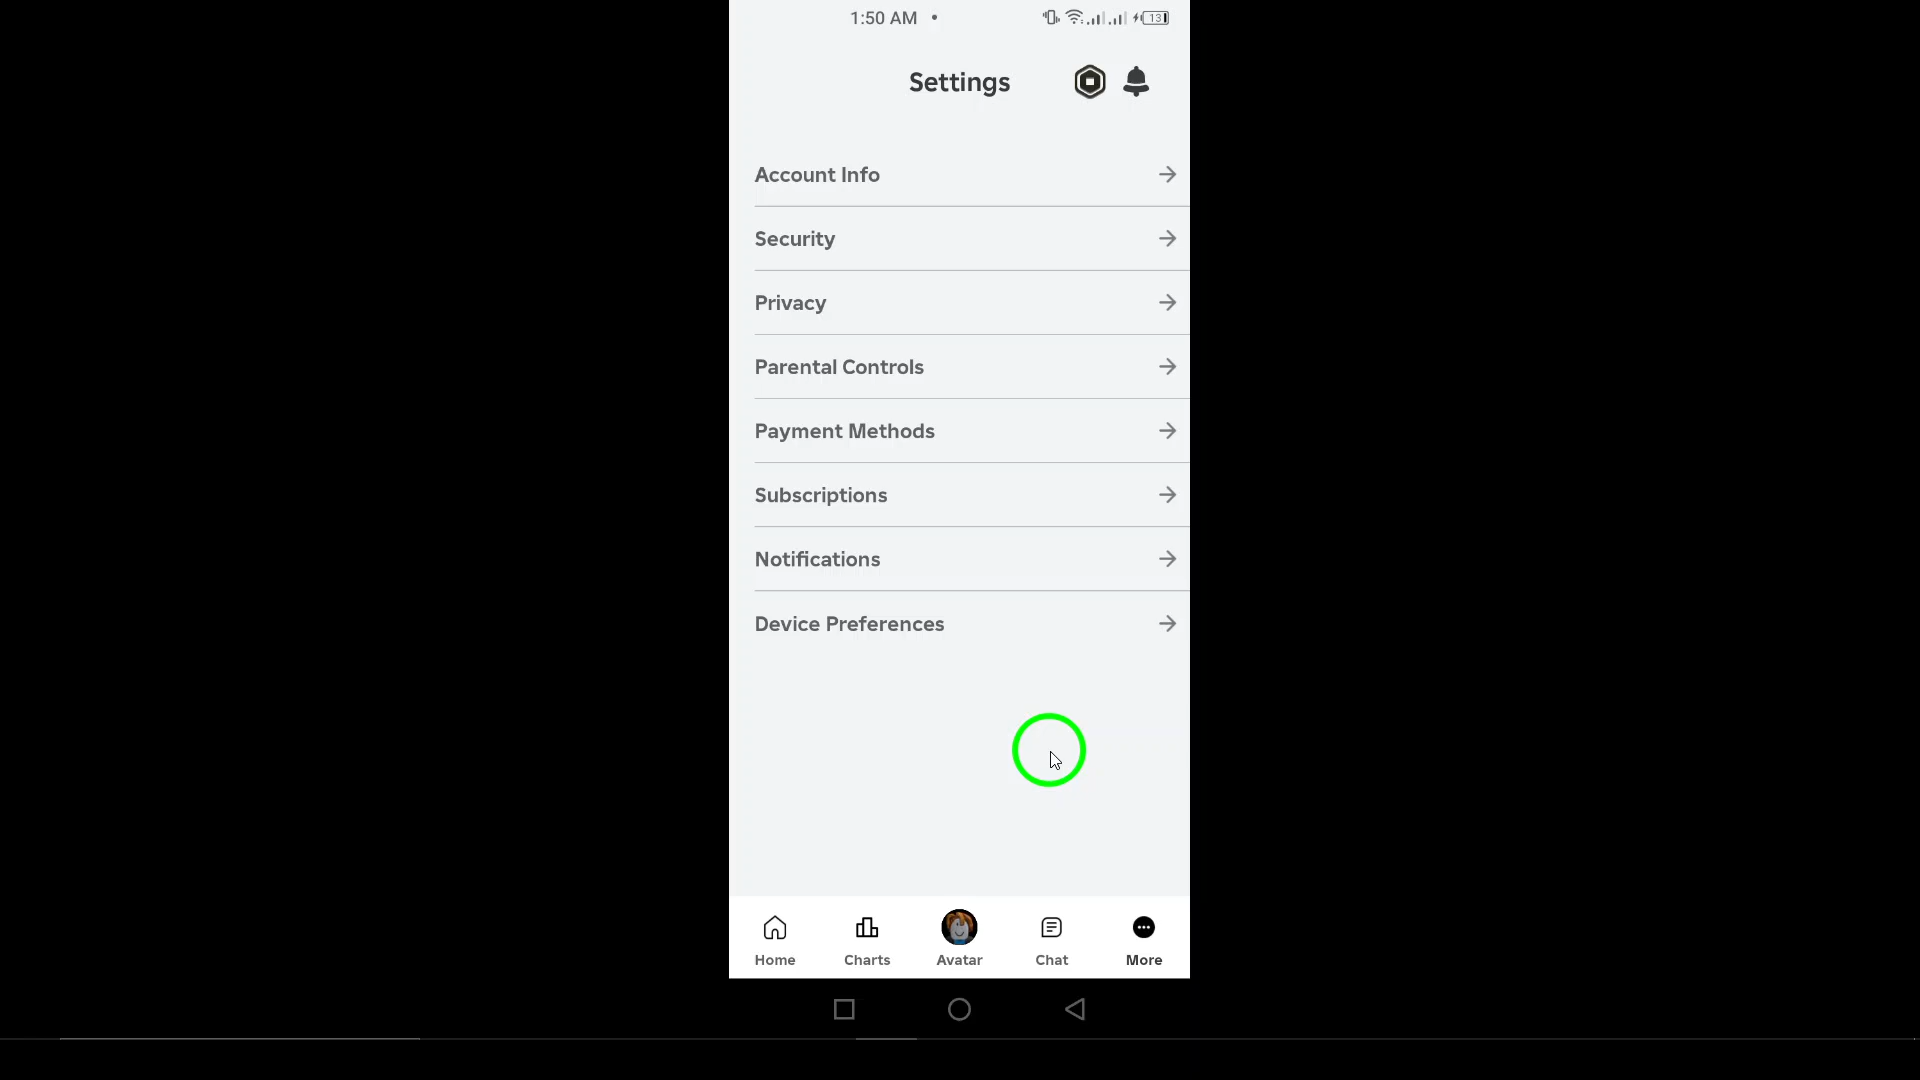 1:50 AM
13
Settings
Account Info
Security
Privacy
Parental Controls
Payment Methods
Subscriptions
Notifications
Device Preferences
Home Charts Avatar Chat More